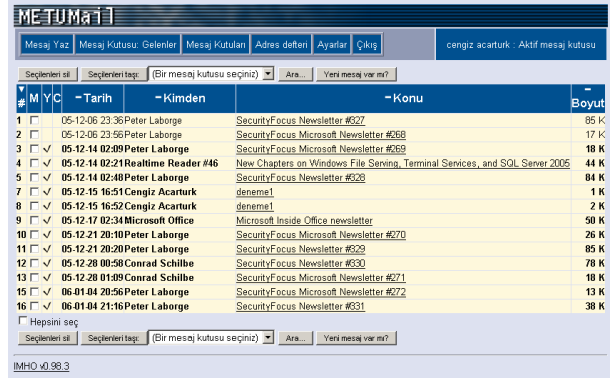 METUMail
Mesaj Yaz Mesaj Kutusu: Gelenler Mesaj Kutuları Adres defteri Ayarlar Çıkış cengiz acarturk : Aktif mesaj kutusu
Seçilenleri sil Seçilenleri taşı: (Bir mesaj kutusu seçiniz) Ara... Yeni mesaj var mı?
# M Y C Tarih Kimden Konu Boyut
1 05-12-06 23:36 Peter Laborge SecurityFocus Newsletter #327 85 K
2 05-12-06 23:56 Peter Laborge SecurityFocus Microsoft Newsletter #268 17 K
3 05-12-14 02:09 Peter Laborge SecurityFocus Microsoft Newsletter #269 18 K
4 05-12-14 02:21 Realtime Reader #46 New Chapters on Windows File Serving, Terminal Services, and SQL Server 2005 44 K
5 05-12-14 02:48 Peter Laborge SecurityFocus Newsletter #328 84 K
7 05-12-15 16:51 Cengiz Acarturk deneme1 1 K
8 05-12-15 16:52 Cengiz Acarturk deneme1 2 K
9 05-12-17 02:34 Microsoft Office Microsoft Inside Office newsletter 50 K
10 05-12-21 20:10 Peter Laborge SecurityFocus Microsoft Newsletter #270 26 K
11 05-12-21 20:20 Peter Laborge SecurityFocus Newsletter #329 85 K
12 05-12-28 00:58 Conrad Schilbe SecurityFocus Newsletter #330 78 K
13 05-12-28 01:09 Conrad Schilbe SecurityFocus Microsoft Newsletter #271 18 K
15 06-01-04 20:56 Peter Laborge SecurityFocus Microsoft Newsletter #272 13 K
16 06-01-04 21:16 Peter Laborge SecurityFocus Newsletter #331 38 K
Hepsini seç
Seçilenleri sil Seçilenleri taşı: (Bir mesaj kutusu seçiniz) Ara... Yeni mesaj var mı?
IMHO v0.98.3